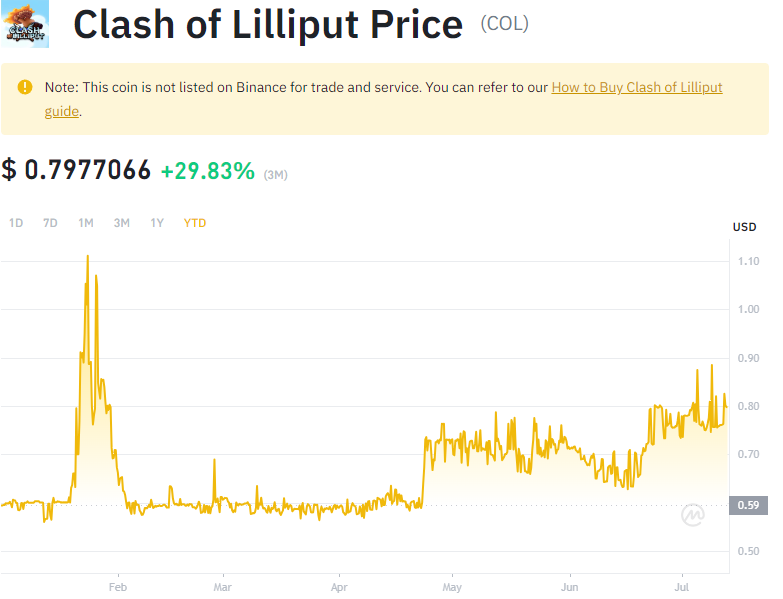 CLASH
OF
LILLIPUT
Clash of Lilliput Price (COL)
Note: This coin is not listed on Binance for trade and service. You can refer to our How to Buy Clash of Lilliput
guide.
$ 0.7977066 +29.83% (3M)
1D 7D 1M 3M 1Y YTD
USD
1.10
1.00
0.90
0.80
0.70
0.59
0.50
Feb Mar Apr May Jun Jul